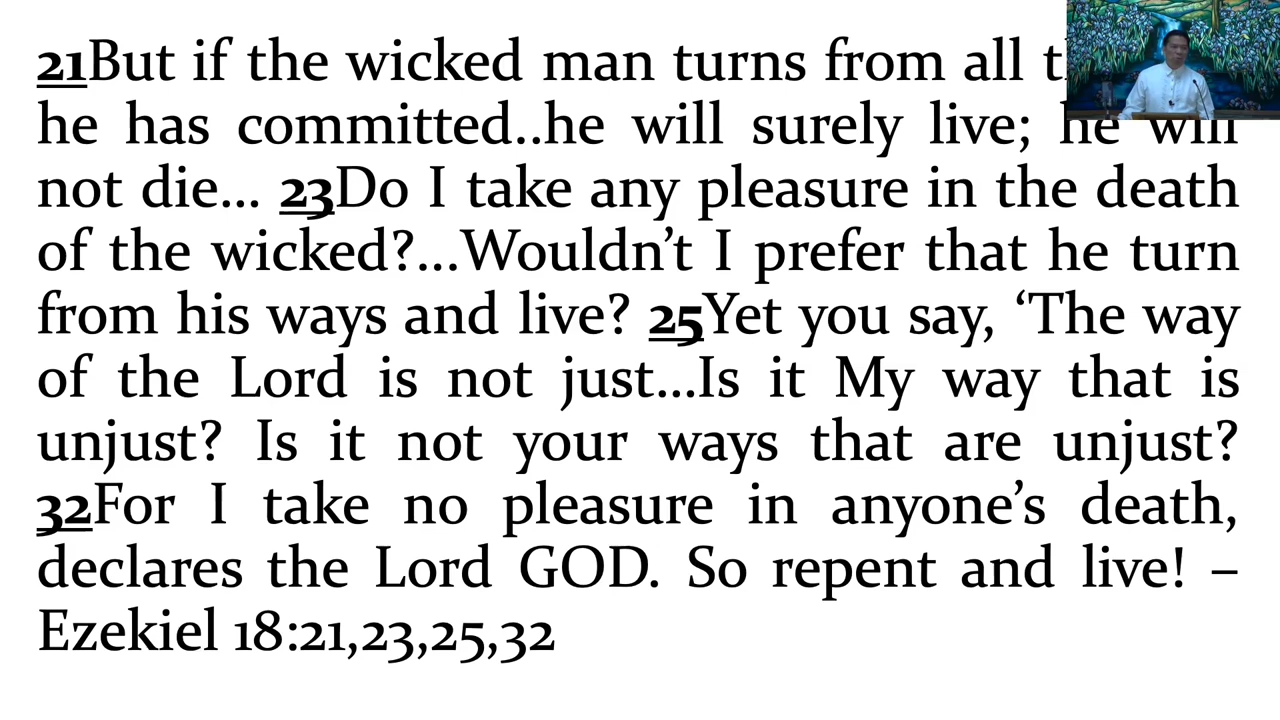 21But if the wicked man turns from all
he has committed..he will surely live; he will
not die... 23Do I take any pleasure in the death
of the wicked?...Wouldn’t I prefer that he turn
from his ways and live? 25Yet you say, ‘The way
of the Lord is not just...Is it My way that is
unjust? Is it not your ways that are unjust?
32For I take no pleasure in anyone’s death,
declares the Lord GOD. So repent and live! –
Ezekiel 18:21,23,25,32